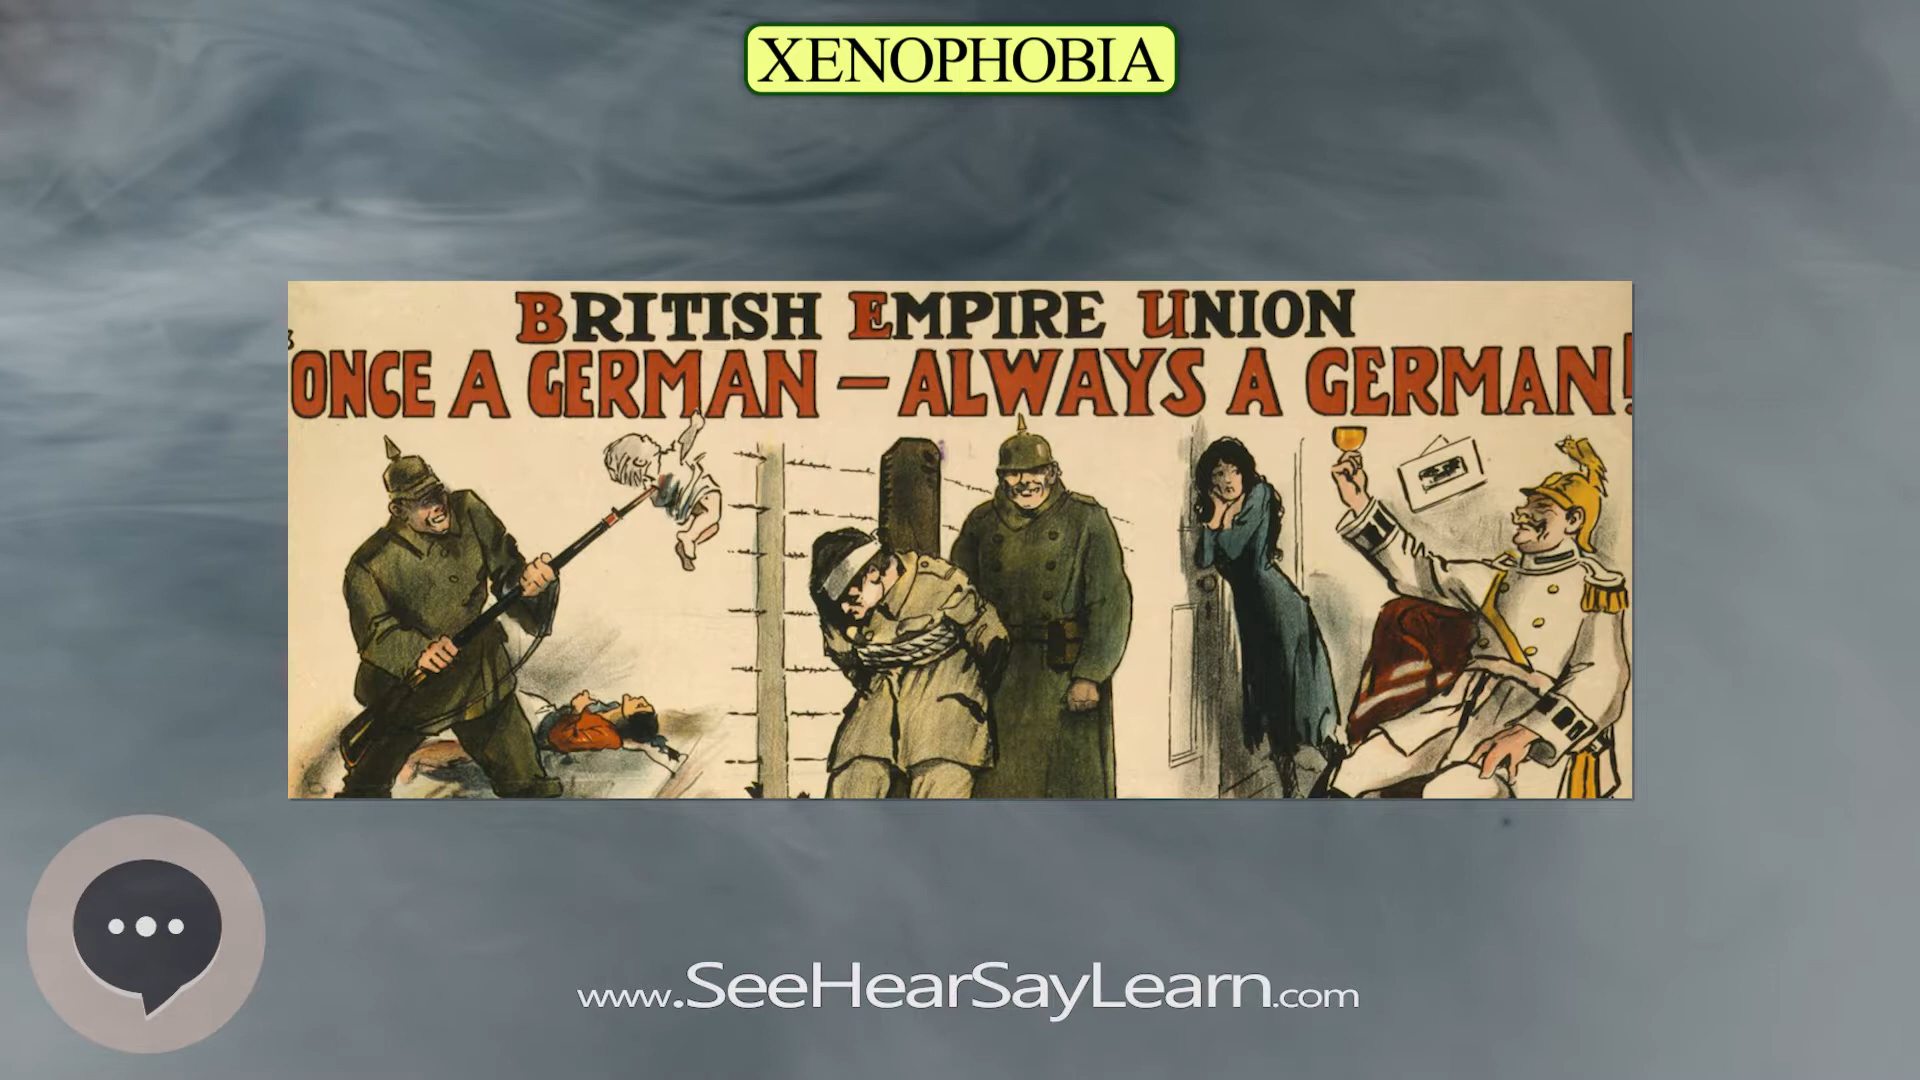 XENOPHOBIA
BRITISH EMPIRE UNION
"ONCE A GERMAN – ALWAYS A GERMAN!
www.SeeHearSayLearn.com